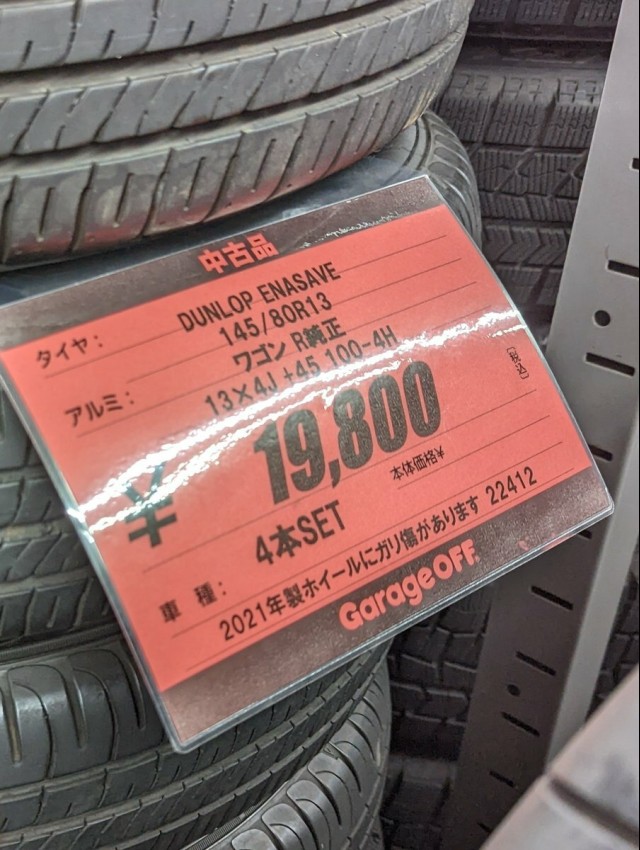 中古品
タイヤ: DUNLOP ENASAVE
145/80R13
アルミ: ワゴン R純正
13×4J +45 100-4H
¥ 19,800 (税込)
本体価格¥
4本SET
車種:
2021年製ホイールにガリ傷があります 22412
GarageOFF